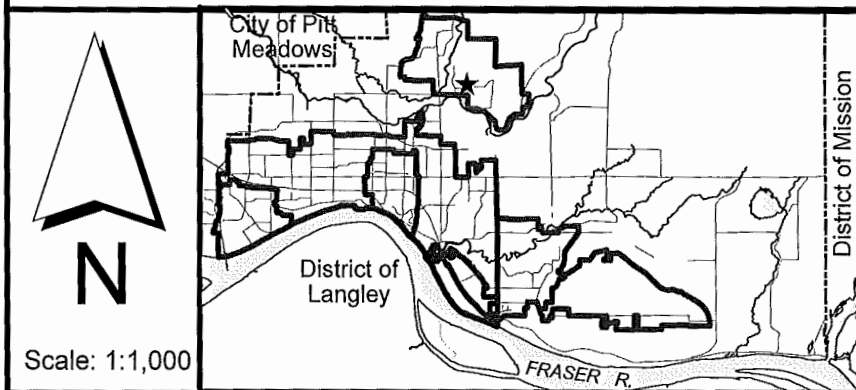 City of Pitt
Meadows
N
Scale: 1:1,000
District of
Langley
FRASER R.
District of Mission